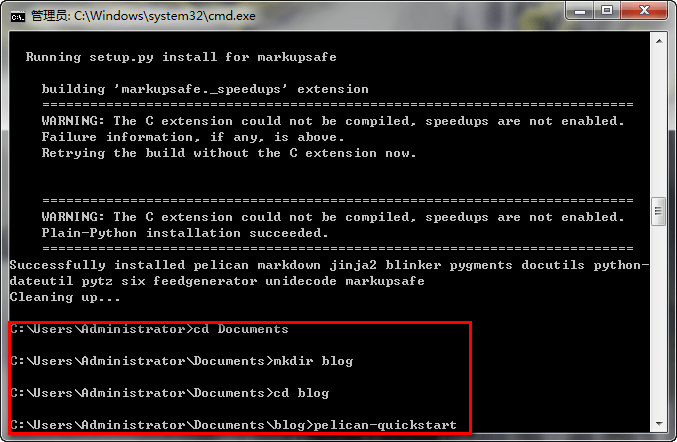 管理员: C:\Windows\system32\cmd.exe
Running setup.py install for markupsafe
building 'markupsafe._speedups' extension
==========================================================================
WARNING: The C extension could not be compiled, speedups are not enabled.
Failure information, if any, is above.
Retrying the build without the C extension now.
==========================================================================
WARNING: The C extension could not be compiled, speedups are not enabled.
Plain-Python installation succeeded.
==========================================================================
Successfully installed pelican markdown jinja2 blinker pygments docutils python-
dateutil pytz six feedgenerator unidecode markupsafe
Cleaning up...
C:\Users\Administrator>cd Documents
C:\Users\Administrator\Documents>mkdir blog
C:\Users\Administrator\Documents>cd blog
C:\Users\Administrator\Documents\blog>pelican-quickstart